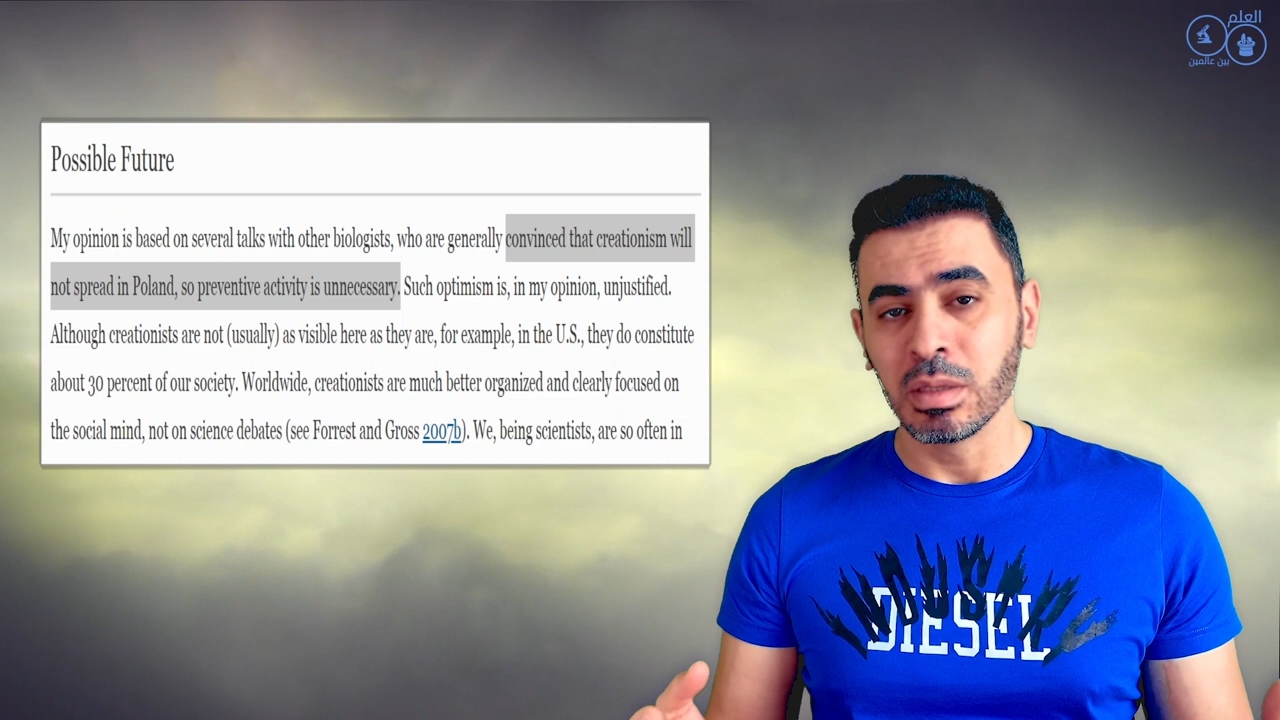 العلم
بين عالمين
Possible Future
My opinion is based on several talks with other biologists, who are generally convinced that creationism will
not spread in Poland, so preventive activity is unnecessary. Such optimism is, in my opinion, unjustified.
Although creationists are not (usually) as visible here as they are, for example, in the U.S., they do constitute
about 30 percent of our society. Worldwide, creationists are much better organized and clearly focused on
the social mind, not on science debates (see Forrest and Gross 2007b). We, being scientists, are so often in
INDUSTRY
DIESEL